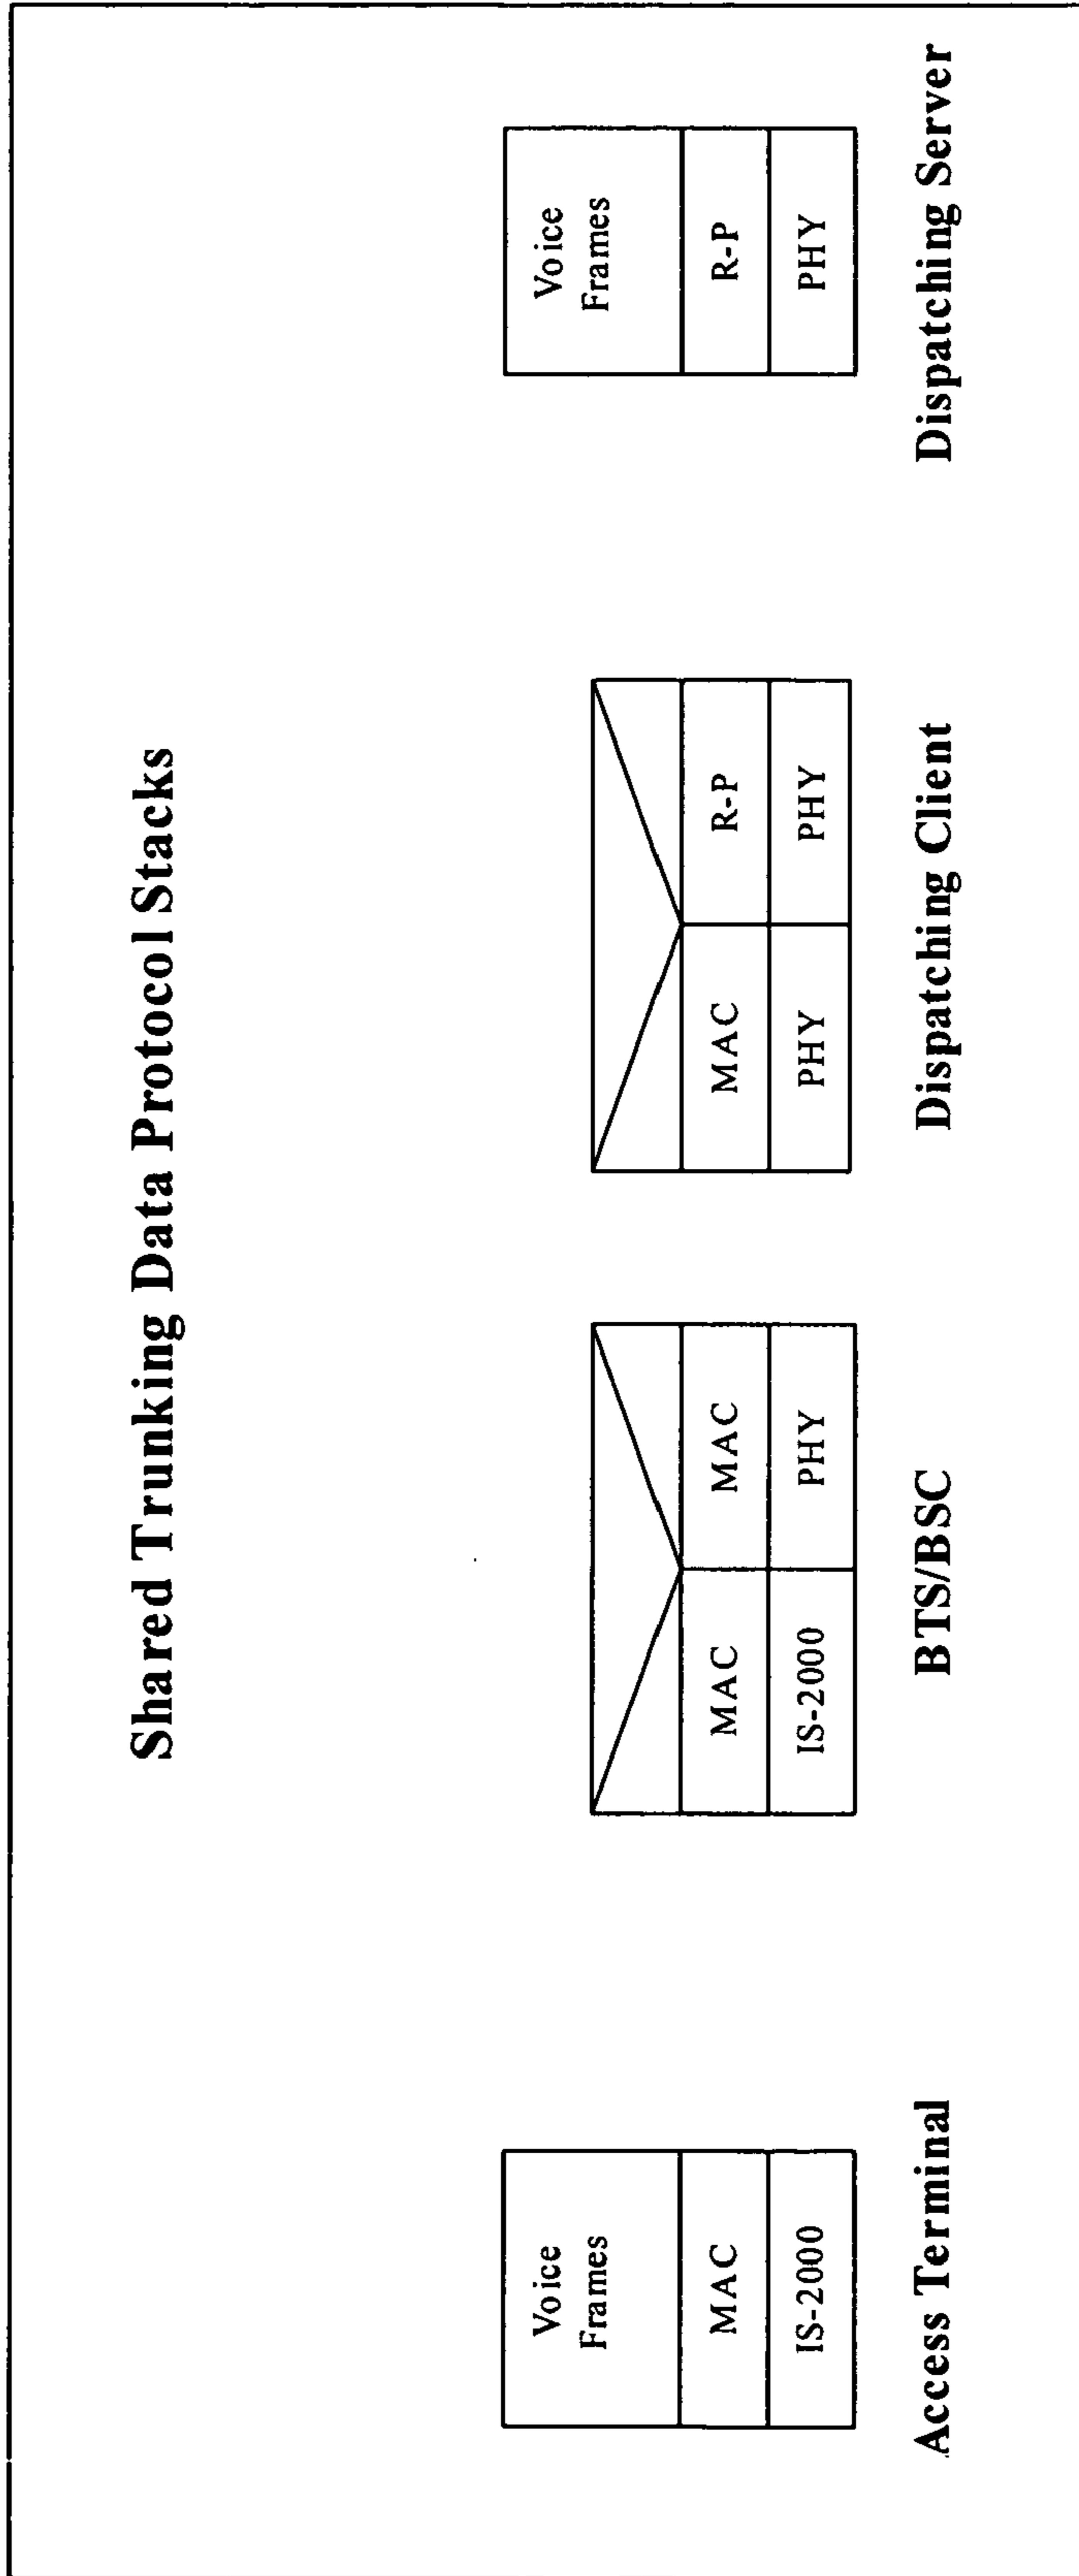 Shared Trunking Data Protocol Stacks
Voice
Frames
MAC
IS-2000
Access Terminal
MAC
MAC
IS-2000
PHY
BTS/BSC
MAC
R-P
PHY
PHY
Dispatching Client
Voice
Frames
R-P
PHY
Dispatching Server